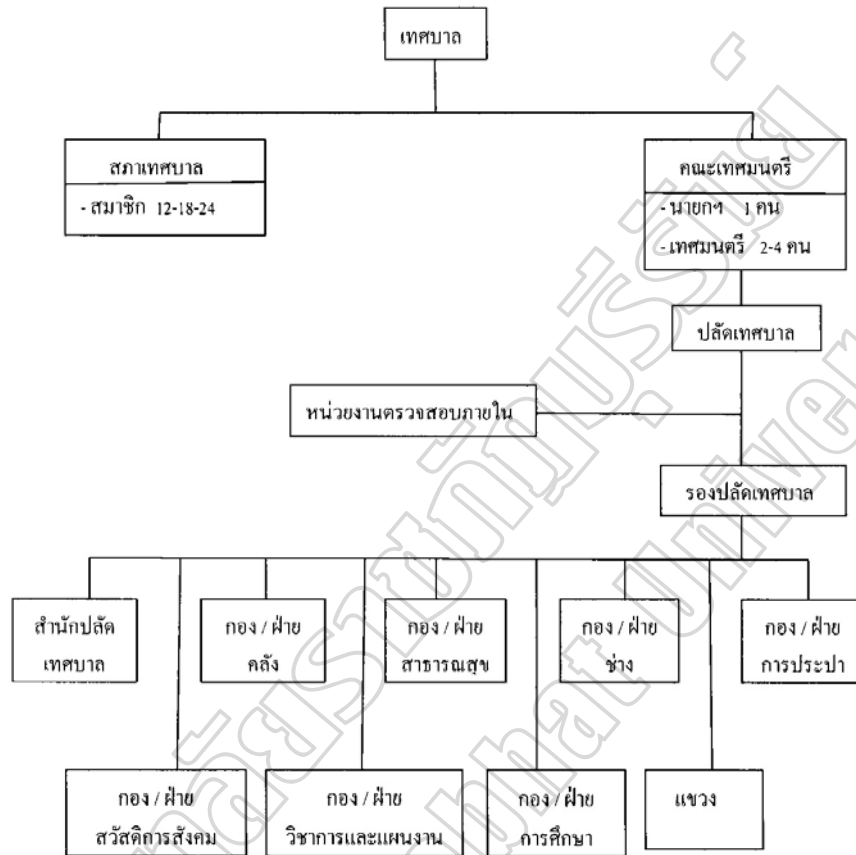 เทศบาล
สภาเทศบาล
- สมาชิก 12-18-24
คณะเทศมนตรี
- นายกฯ 1 คน
- เทศมนตรี 2-4 คน
ปลัดเทศบาล
หน่วยงานตรวจสอบภายใน
รองปลัดเทศบาล
สำนักปลัด
เทศบาล
กอง / ฝ่าย
คลัง
กอง / ฝ่าย
สาธารณสุข
กอง / ฝ่าย
ช่าง
กอง / ฝ่าย
การประปา
กอง / ฝ่าย
สวัสดิการสังคม
กอง / ฝ่าย
วิชาการและแผนงาน
กอง / ฝ่าย
การศึกษา
แขวง